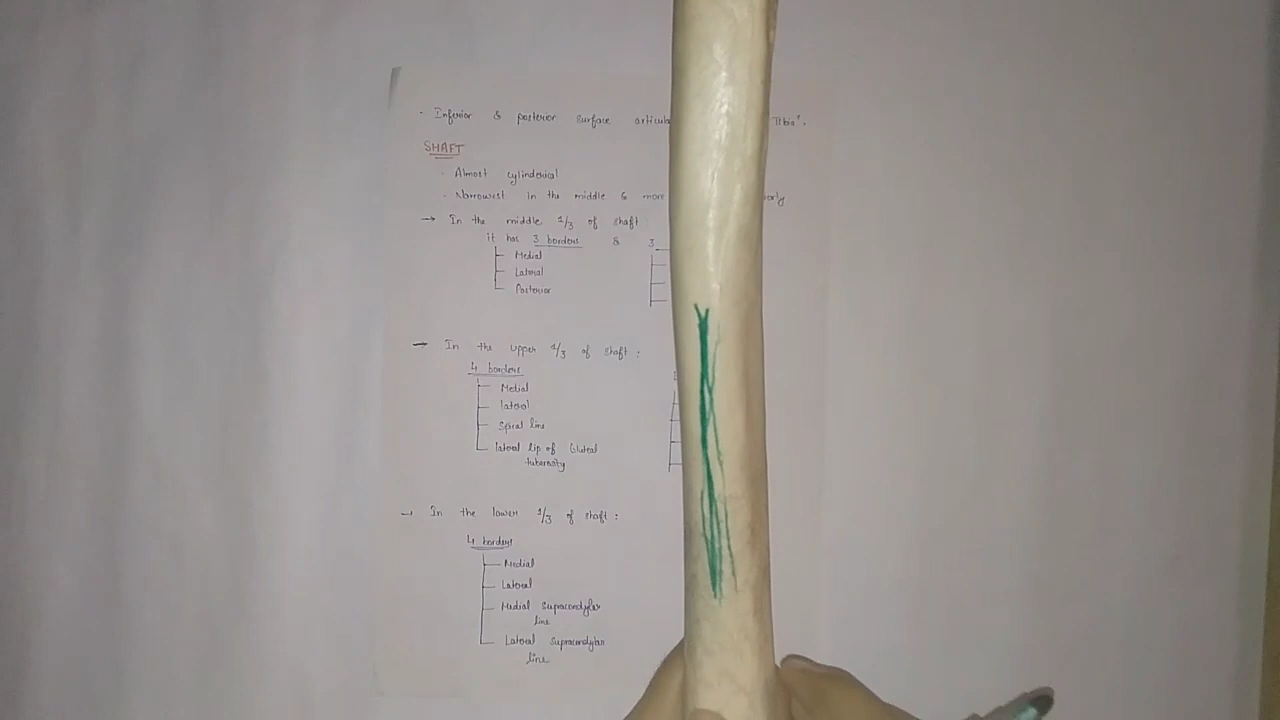 · Inferior & posterior surface articula Tibia'.
SHAFT
· Almost cylinderical
· Narrowest in the middle & more
→ In the middle 1/3 of shaft
it has 3 borders & 3
Medial
Lateral
Posterior
→ In the upper 1/3 of shaft :
4 borders
Medial
lateral
Spiral line
lateral lip of Gluteal
tuberosity
→ In the lower 1/3 of shaft :
4 borders
Medial
Lateral
Medial Supracondylar
line
Lateral Supracondylar
line